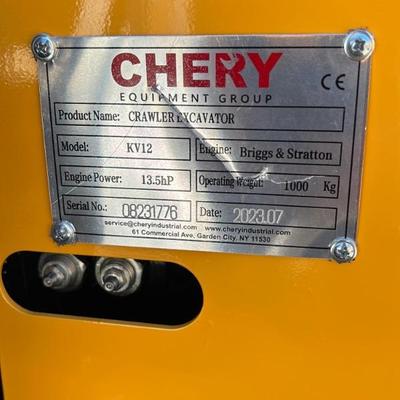 CHERY
CE
EQUIPMENT GROUP
Product Name: CRAWLER EXCAVATOR
Model: KV12 Engine: Briggs & Stratton
Engine Power: 13.5hP Operating Weight: 1000 Kg
Serial No.: 08231776 Date: 2023.07
service@cheryindustrial.com www.cheryindustrial.com
61 Commercial Ave, Garden City, NY 11530